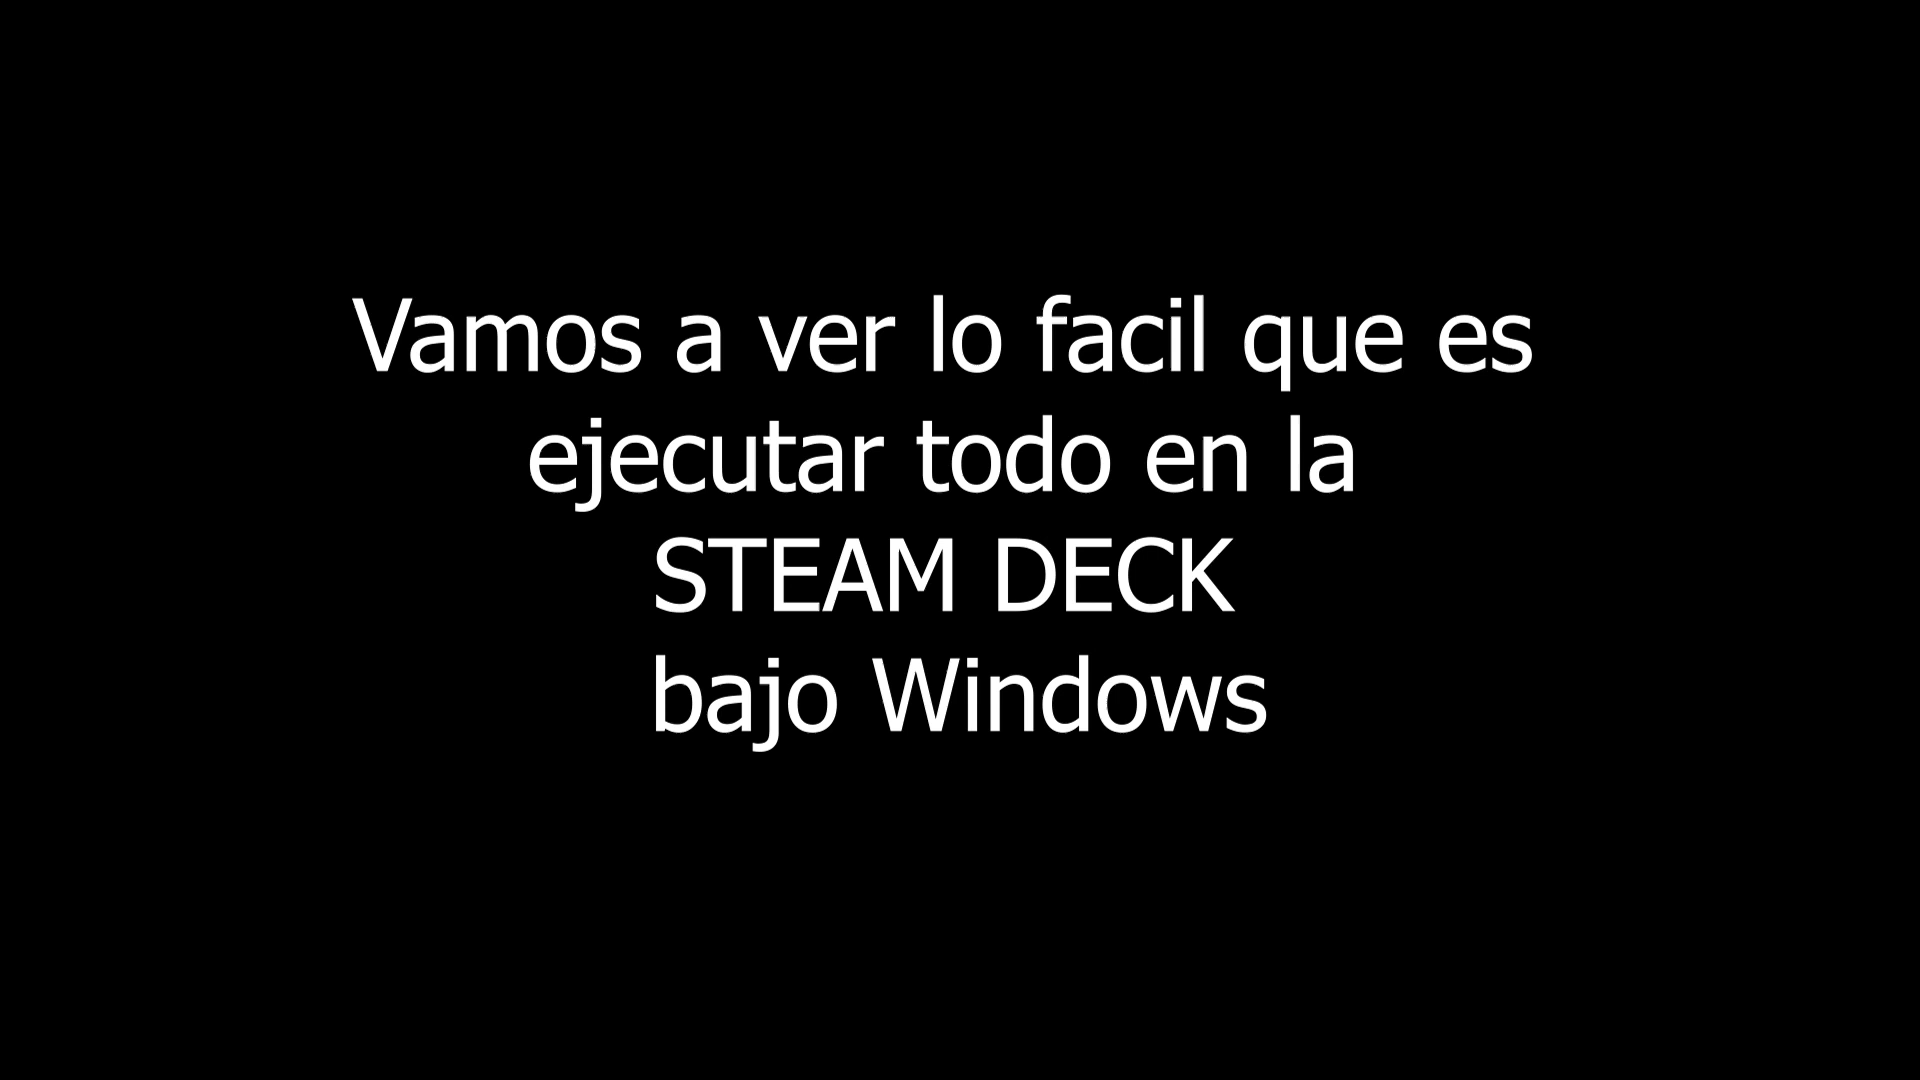 Vamos a ver lo facil que es
ejecutar todo en la
STEAM DECK
bajo Windows